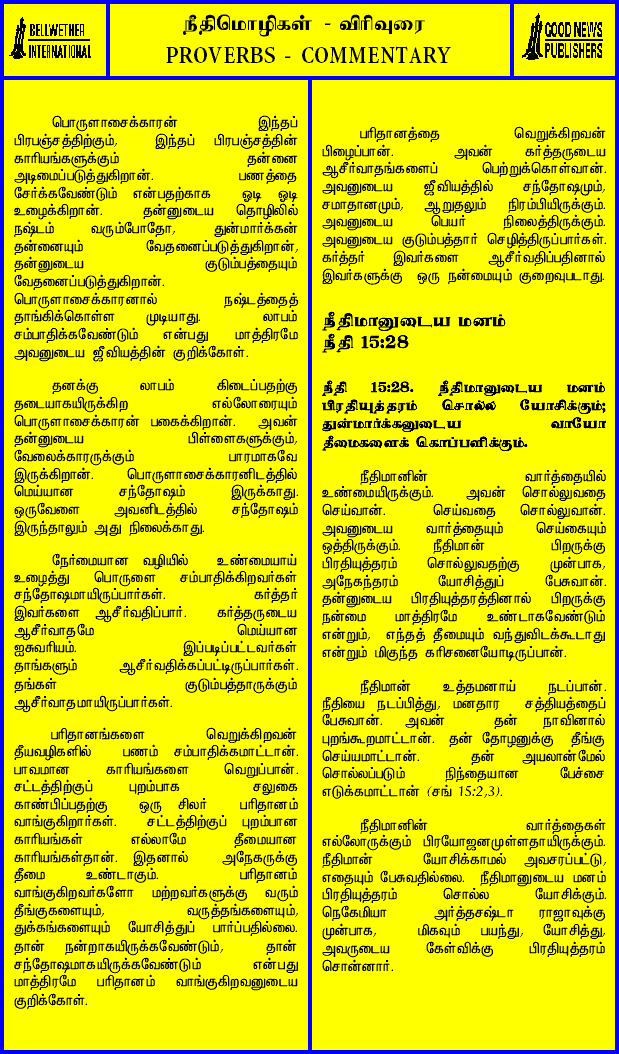 BELLWETHER
INTERNATIONAL
நீதிமொழிகள் - விரிவுரை
PROVERBS - COMMENTARY
GOOD NEWS
PUBLISHERS
பொருளாசைக்காரன் இந்தப்
பிரபஞ்சத்திற்கும், இந்தப் பிரபஞ்சத்தின்
காரியங்களுக்கும் தன்னை
அடிமைப்படுத்துகிறான். பணத்தை
சேர்க்கவேண்டும் என்பதற்காக ஓடி ஓடி
உழைக்கிறான். தன்னுடைய தொழிலில்
நஷ்டம் வரும்போதோ, துன்மார்க்கன்
தன்னையும் வேதனைப்படுத்துகிறான்,
தன்னுடைய குடும்பத்தையும்
வேதனைப்படுத்துகிறான்.
பொருளாசைக்காரனால் நஷ்டத்தைத்
தாங்கிக்கொள்ள முடியாது. லாபம்
சம்பாதிக்கவேண்டும் என்பது மாத்திரமே
அவனுடைய ஜீவியத்தின் குறிக்கோள்.
தனக்கு லாபம் கிடைப்பதற்கு
தடையாகயிருக்கிற எல்லோரையும்
பொருளாசைக்காரன் பகைக்கிறான். அவன்
தன்னுடைய பிள்ளைகளுக்கும்,
வேலைக்காரருக்கும் பாரமாகவே
இருக்கிறான். பொருளாசைக்காரனிடத்தில்
மெய்யான சந்தோஷம் இருக்காது.
ஒருவேளை அவனிடத்தில் சந்தோஷம்
இருந்தாலும் அது நிலைக்காது.
நேர்மையான வழியில் உண்மையாய்
உழைத்து பொருளை சம்பாதிக்கிறவர்கள்
சந்தோஷமாயிருப்பார்கள். கர்த்தர்
இவர்களை ஆசீர்வதிப்பார். கர்த்தருடைய
ஆசீர்வாதமே மெய்யான
ஐசுவரியம். இப்படிப்பட்டவர்கள்
தாங்களும் ஆசீர்வதிக்கப்பட்டிருப்பார்கள்.
தங்கள் குடும்பத்தாருக்கும்
ஆசீர்வாதமாயிருப்பார்கள்.
பரிதானங்களை வெறுக்கிறவன்
தீயவழிகளில் பணம் சம்பாதிக்கமாட்டான்.
பாவமான காரியங்களை வெறுப்பான்.
சட்டத்திற்குப் புறம்பாக சலுகை
காண்பிப்பதற்கு ஒரு சிலர் பரிதானம்
வாங்குகிறார்கள். சட்டத்திற்குப் புறம்பான
காரியங்கள் எல்லாமே தீமையான
காரியங்கள்தான். இதனால் அநேகருக்கு
தீமை உண்டாகும். பரிதானம்
வாங்குகிறவர்களோ மற்றவர்களுக்கு வரும்
தீங்குகளையும், வருத்தங்களையும்,
துக்கங்களையும் யோசித்துப் பார்ப்பதில்லை.
தான் நன்றாகயிருக்கவேண்டும், தான்
சந்தோஷமாகயிருக்கவேண்டும் என்பது
மாத்திரமே பரிதானம் வாங்குகிறவனுடைய
குறிக்கோள்.
பரிதானத்தை வெறுக்கிறவன்
பிழைப்பான். அவன் கர்த்தருடைய
ஆசீர்வாதங்களைப் பெற்றுக்கொள்வான்.
அவனுடைய ஜீவியத்தில் சந்தோஷமும்,
சமாதானமும், ஆறுதலும் நிரம்பியிருக்கும்.
அவனுடைய பெயர் நிலைத்திருக்கும்.
அவனுடைய குடும்பத்தார் செழித்திருப்பார்கள்.
கர்த்தர் இவர்களை ஆசீர்வதிப்பதினால்
இவர்களுக்கு ஒரு நன்மையும் குறைவுபடாது.
நீதிமானுடைய மனம்
நீதி 15:28
நீதி 15:28. நீதிமானுடைய மனம்
பிரதியுத்தரம் சொல்ல யோசிக்கும்;
துன்மார்க்கனுடைய வாயோ
தீமைகளைக் கொப்பளிக்கும்.
நீதிமானின் வார்த்தையில்
உண்மையிருக்கும். அவன் சொல்லுவதை
செய்வான். செய்வதை சொல்லுவான்.
அவனுடைய வார்த்தையும் செய்கையும்
ஒத்திருக்கும். நீதிமான் பிறருக்கு
பிரதியுத்தரம் சொல்லுவதற்கு முன்பாக,
அநேகந்தரம் யோசித்துப் பேசுவான்.
தன்னுடைய பிரதியுத்தரத்தினால் பிறருக்கு
நன்மை மாத்திரமே உண்டாகவேண்டும்
என்றும், எந்தத் தீமையும் வந்துவிடக்கூடாது
என்றும் மிகுந்த கரிசனையோடிருப்பான்.
நீதிமான் உத்தமனாய் நடப்பான்.
நீதியை நடப்பித்து, மனதார சத்தியத்தைப்
பேசுவான். அவன் தன் நாவினால்
புறங்கூறமாட்டான். தன் தோழனுக்கு தீங்கு
செய்யமாட்டான். தன் அயலான்மேல்
சொல்லப்படும் நிந்தையான பேச்சை
எடுக்கமாட்டான் (சங் 15:2,3).
நீதிமானின் வார்த்தைகள்
எல்லோருக்கும் பிரயோஜனமுள்ளதாயிருக்கும்.
நீதிமான் யோசிக்காமல் அவசரப்பட்டு,
எதையும் பேசுவதில்லை. நீதிமானுடைய மனம்
பிரதியுத்தரம் சொல்ல யோசிக்கும்.
நெகேமியா அர்த்தசஷ்டா ராஜாவுக்கு
முன்பாக, மிகவும் பயந்து, யோசித்து,
அவருடைய கேள்விக்கு பிரதியுத்தரம்
சொன்னார்.